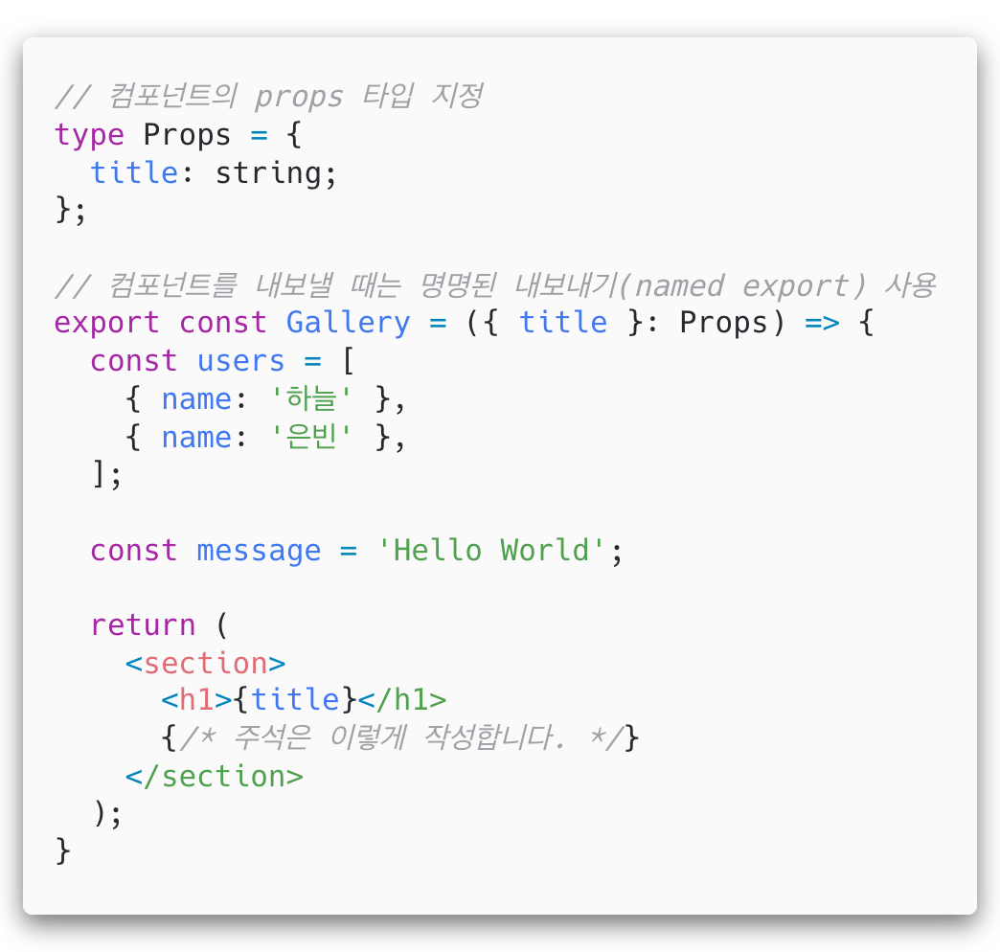 // 컴포넌트의 props 타입 지정
type Props = {
  title: string;
};

// 컴포넌트를 내보낼 때는 명명된 내보내기(named export) 사용
export const Gallery = ({ title }: Props) => {
  const users = [
    { name: '하늘' },
    { name: '은빈' },
  ];

  const message = 'Hello World';

  return (
    <section>
      <h1>{title}</h1>
      {/* 주석은 이렇게 작성합니다. */}
    </section>
  );
}